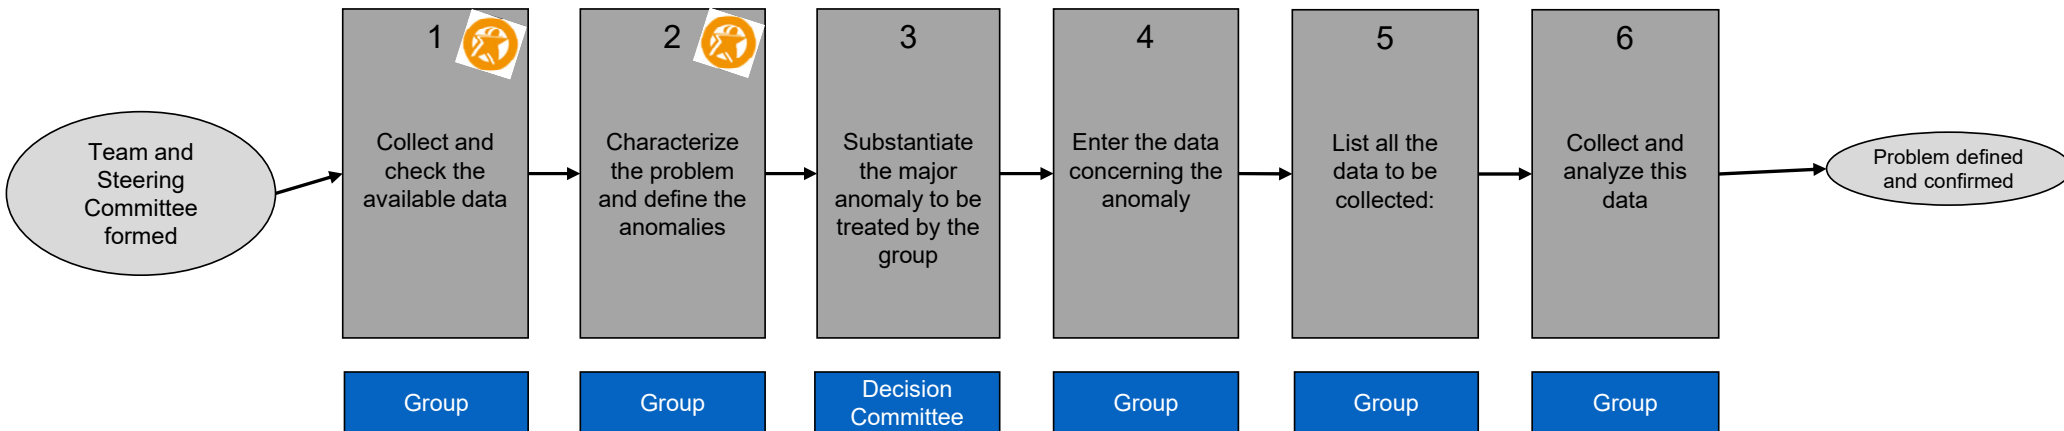 Team and
Steering
Committee
formed
1
Collect and
check the
available data
Group
2
Characterize
the problem
and define the
anomalies
Group
3
Substantiate
the major
anomaly to be
treated by the
group
Decision
Committee
4
Enter the data
concerning the
anomaly
Group
5
List all the
data to be
collected:
Group
6
Collect and
analyze this
data
Group
Problem defined
and confirmed